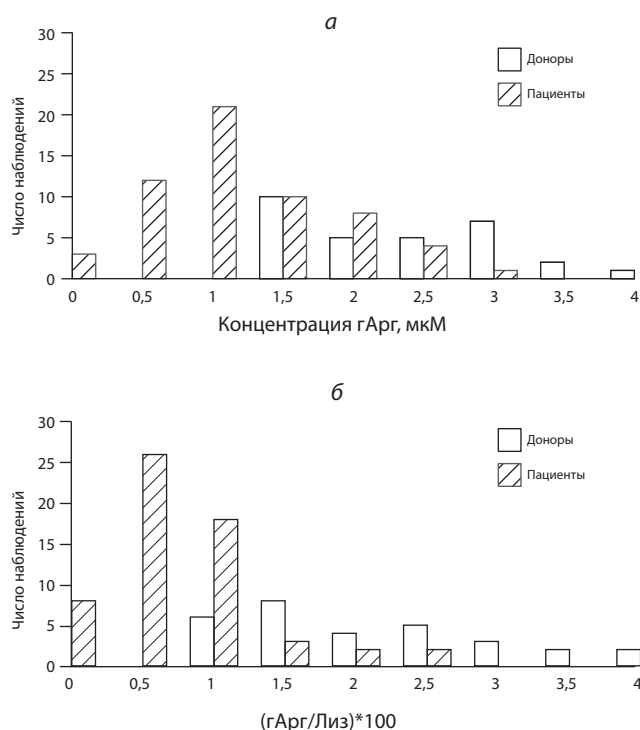 а
30
25
20
15
10
5
0
Число наблюдений
Доноры
Пациенты
0 0,5 1 1,5 2 2,5 3 3,5 4
Концентрация гАрг, мкМ
б
30
25
20
15
10
5
0
Число наблюдений
Доноры
Пациенты
0 0,5 1 1,5 2 2,5 3 3,5 4
(гАрг/Лиз)*100